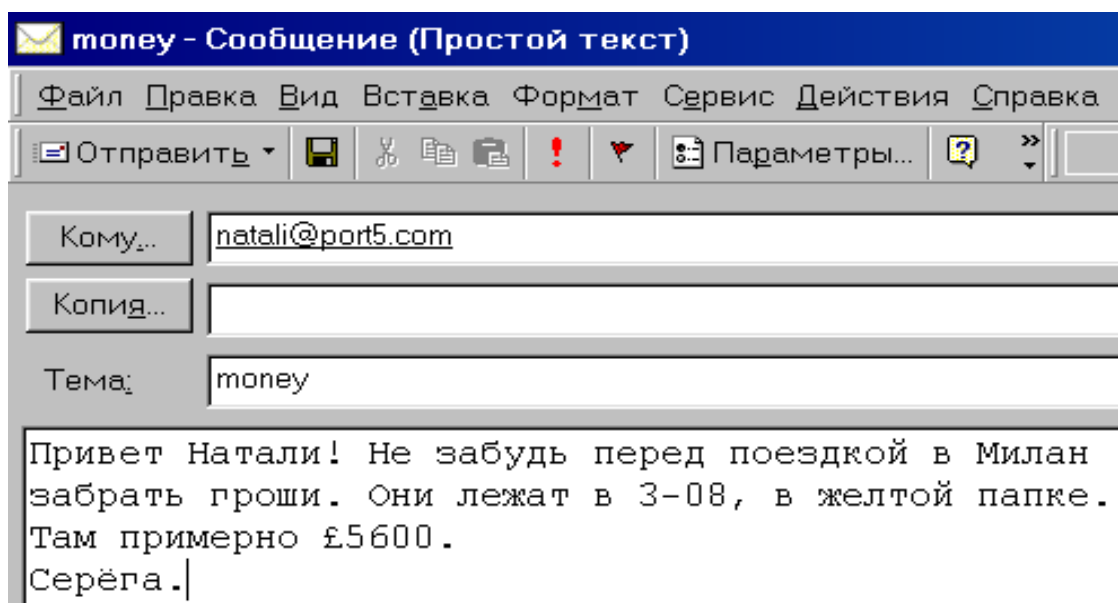 money - Сообщение (Простой текст)
Файл Правка Вид Вставка Формат Сервис Действия Справка
Отправить Параметры...
Кому... natali@port5.com
Копия...
Тема: money
Привет Натали! Не забудь перед поездкой в Милан
забрать гроши. Они лежат в 3-08, в желтой папке.
Там примерно £5600.
Серёга.